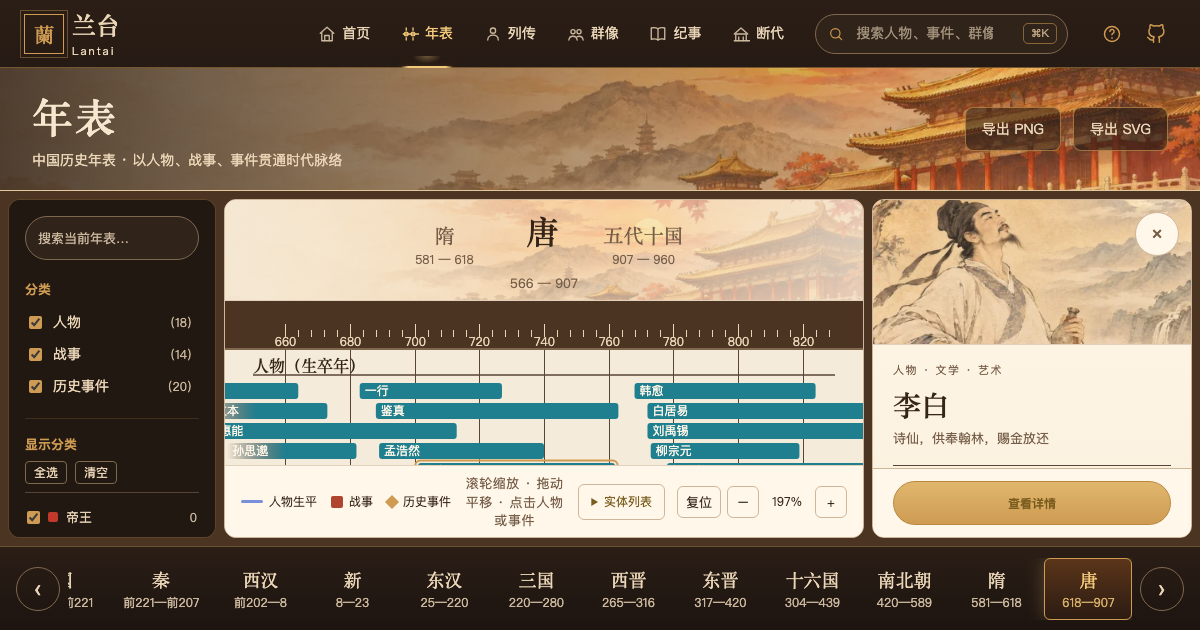 蘭
兰台
Lantai
首页
年表
列传
群像
纪事
断代
搜索人物、事件、群像
⌘K
年表
中国历史年表 · 以人物、战事、事件贯通时代脉络
导出 PNG
导出 SVG
搜索当前年表…
分类
人物 (18)
战事 (14)
历史事件 (20)
显示分类
全选
清空
帝王 0
隋
581 — 618
唐
566 — 907
五代十国
907 — 960
660 680 700 720 740 760 780 800 820
人物（生卒年）
一行
韩愈
本
鉴真
白居易
惠能
刘禹锡
孙思邈
孟浩然
柳宗元
人物生平
战事
历史事件
滚轮缩放 · 拖动
平移 · 点击人物
或事件
实体列表
复位
—
197%
+
×
人物 · 文学 · 艺术
李白
诗仙，供奉翰林，赐金放还
查看详情
‹
前221
秦
前221—前207
西汉
前202—8
新
8—23
东汉
25—220
三国
220—280
西晋
265—316
东晋
317—420
十六国
304—439
南北朝
420—589
隋
581—618
唐
618—907
›